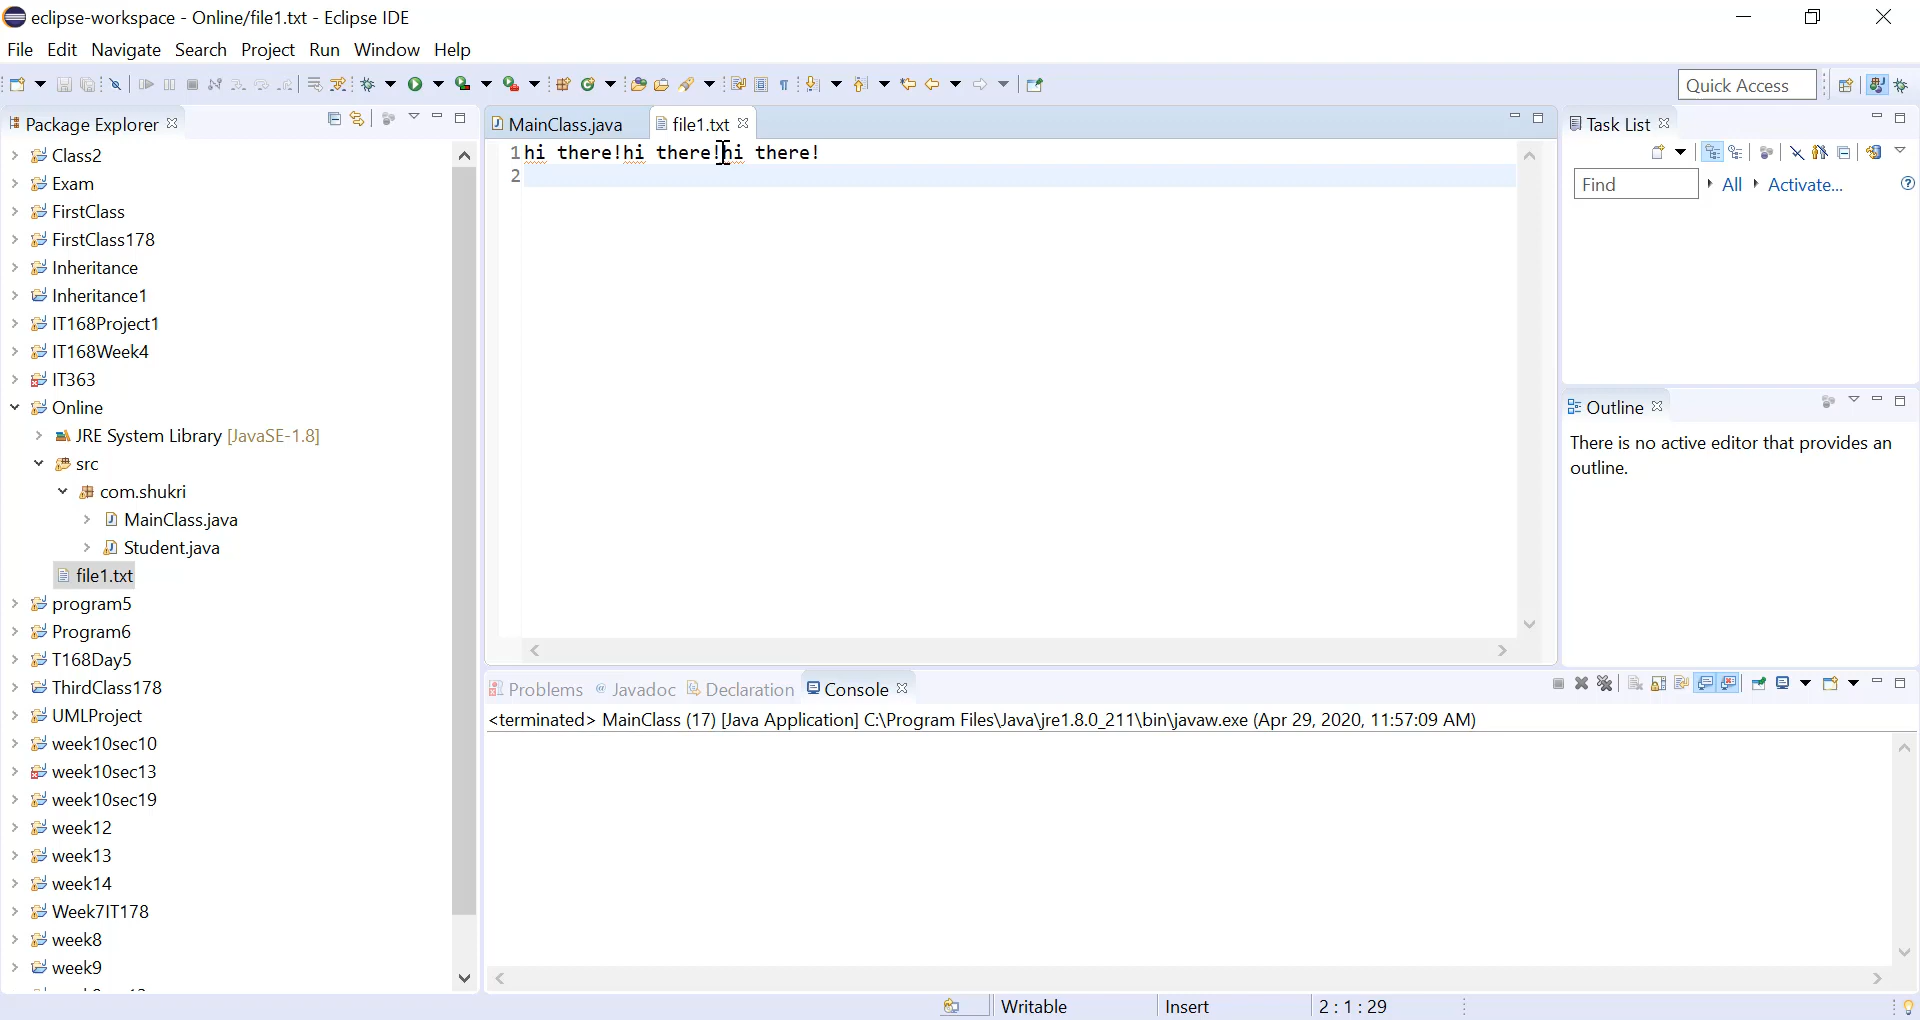 eclipse-workspace - Online/file1.txt - Eclipse IDE
File Edit Navigate Search Project Run Window Help
Quick Access
Package Explorer
MainClass.java
file1.txt
Task List
Class2
Exam
FirstClass
FirstClass178
Inheritance
Inheritance1
IT168Project1
IT168Week4
IT363
Online
JRE System Library [JavaSE-1.8]
src
com.shukri
MainClass.java
Student.java
file1.txt
program5
Program6
T168Day5
ThirdClass178
UMLProject
week10sec10
week10sec13
week10sec19
week12
week13
week14
Week7IT178
week8
week9
1 hi there!hi there!hi there!
2
Find
All
Activate...
Outline
There is no active editor that provides an
outline.
Problems
@ Javadoc
Declaration
Console
<terminated> MainClass (17) [Java Application] C:\Program Files\Java\jre1.8.0_211\bin\javaw.exe (Apr 29, 2020, 11:57:09 AM)
Writable
Insert
2 : 1 : 29